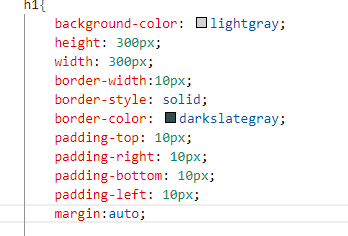 h1{
background-color: lightgray;
height: 300px;
width: 300px;
border-width:10px;
border-style: solid;
border-color: darkslategray;
padding-top: 10px;
padding-right: 10px;
padding-bottom: 10px;
padding-left: 10px;
margin:auto;